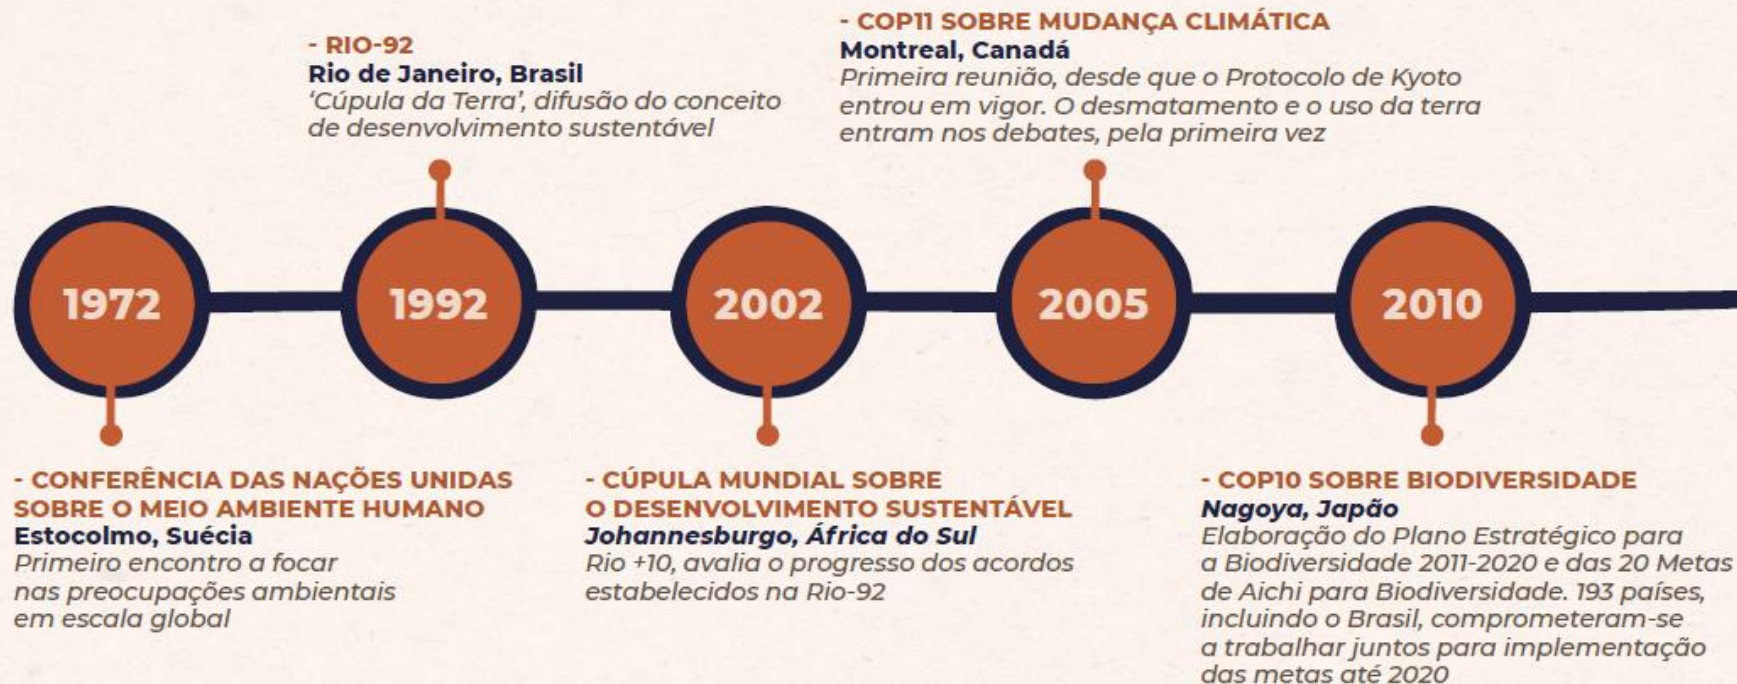 - RIO-92
Rio de Janeiro, Brasil
‘Cúpula da Terra’, difusão do conceito
de desenvolvimento sustentável
- COP11 SOBRE MUDANÇA CLIMÁTICA
Montreal, Canadá
Primeira reunião, desde que o Protocolo de Kyoto
entrou em vigor. O desmatamento e o uso da terra
entram nos debates, pela primeira vez
1972
1992
2002
2005
2010
- CONFERÊNCIA DAS NAÇÕES UNIDAS
SOBRE O MEIO AMBIENTE HUMANO
Estocolmo, Suécia
Primeiro encontro a focar
nas preocupações ambientais
em escala global
- CÚPULA MUNDIAL SOBRE
O DESENVOLVIMENTO SUSTENTÁVEL
Johannesburgo, África do Sul
Rio +10, avalia o progresso dos acordos
estabelecidos na Rio-92
- COP10 SOBRE BIODIVERSIDADE
Nagoya, Japão
Elaboração do Plano Estratégico para
a Biodiversidade 2011-2020 e das 20 Metas
de Aichi para Biodiversidade. 193 países,
incluindo o Brasil, comprometeram-se
a trabalhar juntos para implementação
das metas até 2020